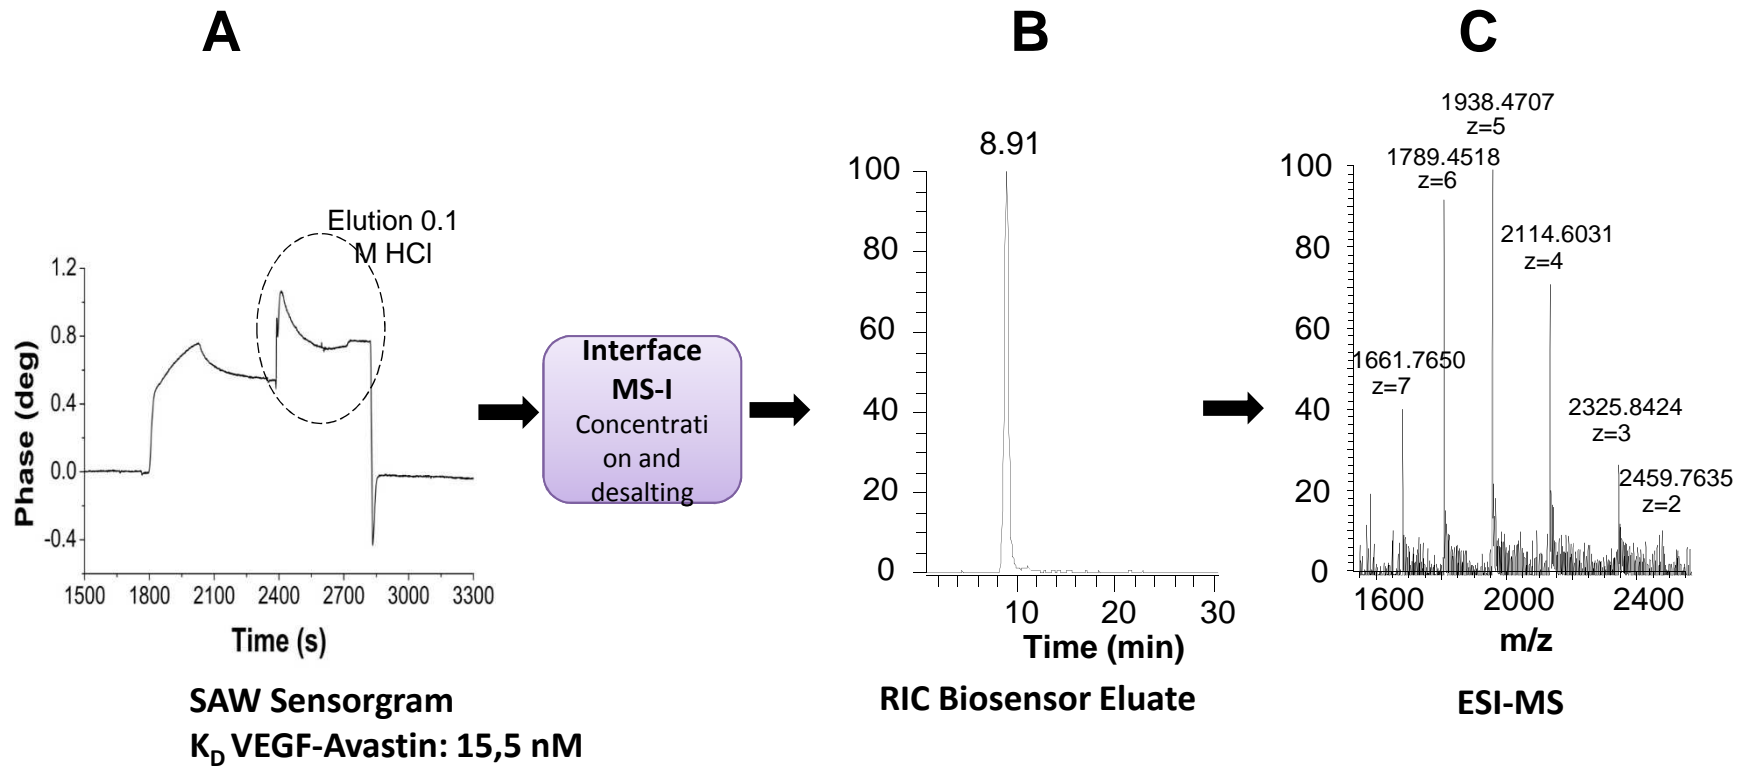 A
B
C
Elution 0.1
M HCl
1.2
0.8
0.4
0.0
-0.4
Phase (deg)
1500 1800 2100 2400 2700 3000 3300
Time (s)
SAW Sensorgram
KD VEGF-Avastin: 15,5 nM
Interface
MS-I
Concentrati
on and
desalting
8.91
100
80
60
40
20
0
10 20 30
Time (min)
RIC Biosensor Eluate
1938.4707
z=5
1789.4518
z=6
2114.6031
z=4
1661.7650
z=7
2325.8424
z=3
2459.7635
z=2
100
80
60
40
20
0
1600 2000 2400
m/z
ESI-MS